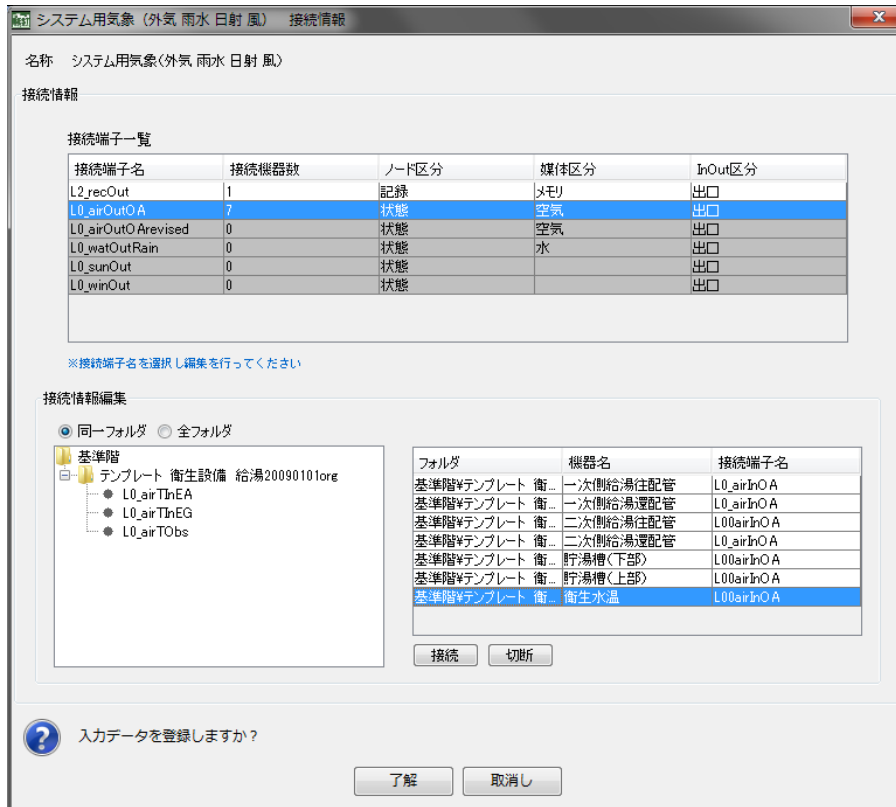 システム用気象（外気 雨水 日射 風） 接続情報
名称 システム用気象(外気 雨水 日射 風)
接続情報
接続端子一覧
接続端子名 接続機器数 ノード区分 媒体区分 InOut区分
L2_recOut 1 記録 メモリ 出口
L0_airOutOA 7 状態 空気 出口
L0_airOutOArevised 0 状態 空気 出口
L0_watOutRain 0 状態 水 出口
L0_sunOut 0 状態 出口
L0_winOut 0 状態 出口
※接続端子名を選択し編集を行ってください
接続情報編集
同一フォルダ 全フォルダ
基準階
テンプレート 衛生設備 給湯20090101org
L0_airTInEA
L0_airTInEG
L0_airTObs
フォルダ 機器名 接続端子名
基準階¥テンプレート 衛... 一次側給湯往配管 L0_airInOA
基準階¥テンプレート 衛... 一次側給湯還配管 L0_airInOA
基準階¥テンプレート 衛... 二次側給湯往配管 L00airInOA
基準階¥テンプレート 衛... 二次側給湯還配管 L0_airInOA
基準階¥テンプレート 衛... 貯湯槽(下部) L00airInOA
基準階¥テンプレート 衛... 貯湯槽(上部) L00airInOA
基準階¥テンプレート 衛... 衛生水温 L00airInOA
接続 切断
入力データを登録しますか？
了解 取消し